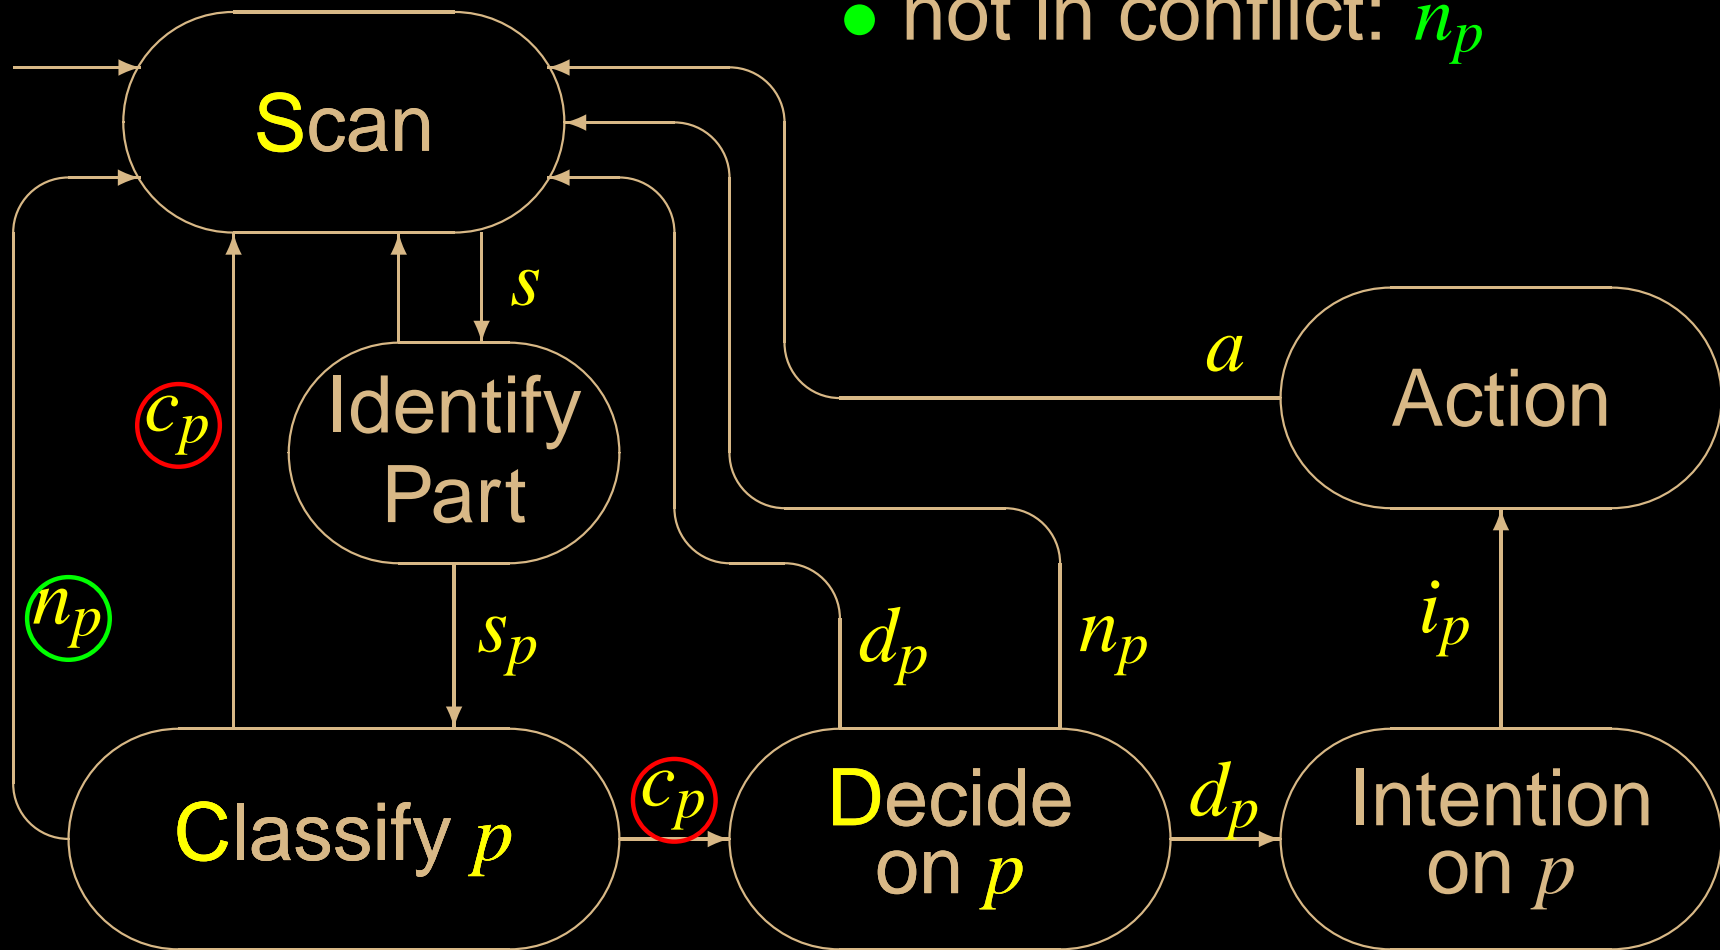 • not in conflict: n_p
Scan
s
Identify
Part
a
Action
c_p
n_p
s_p
d_p
n_p
i_p
Classify p
c_p
Decide
on p
d_p
Intention
on p